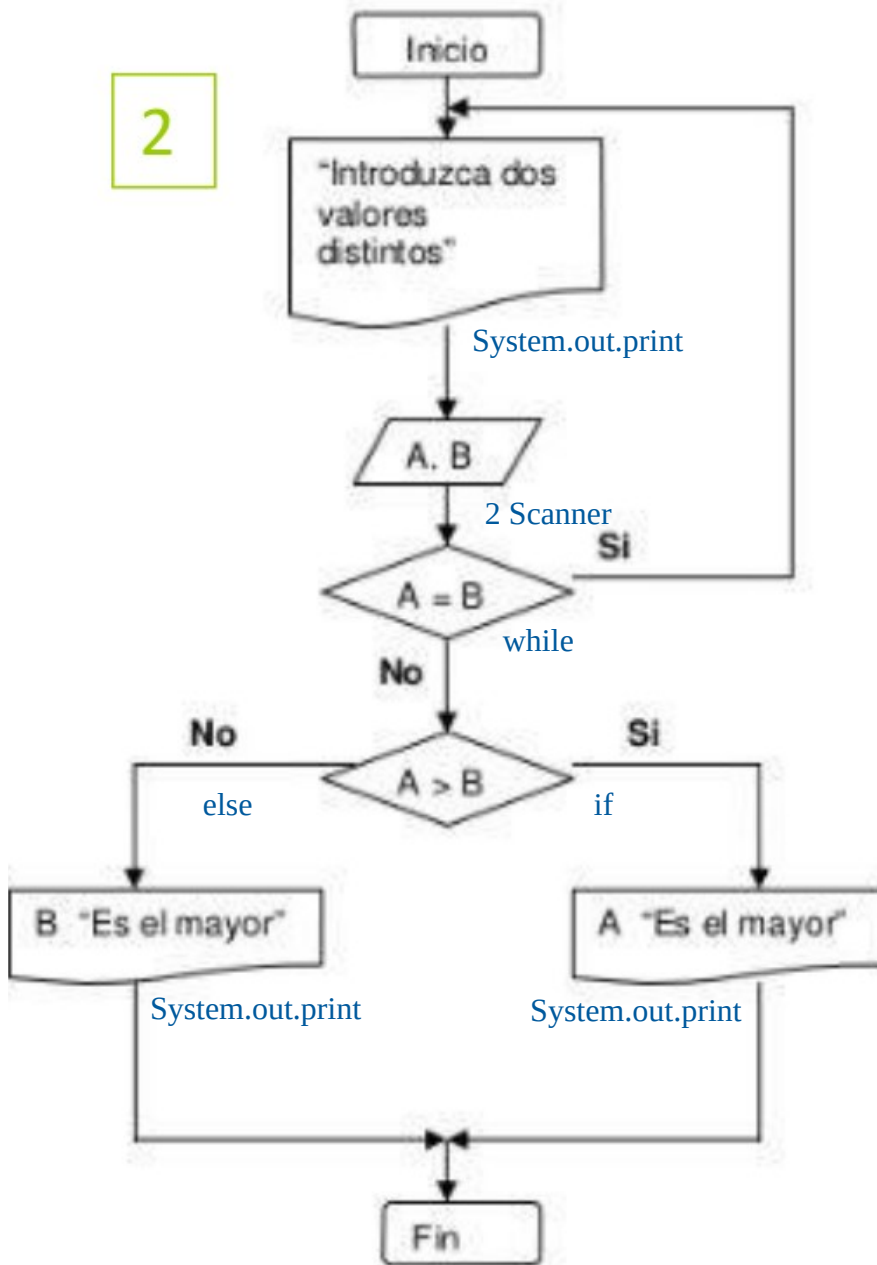 Inicio
2
“Introduzca dos
valores
distintos”
System.out.print
A. B
2 Scanner
Si
A = B
while
No
No
Si
A > B
else
if
B “Es el mayor”
A “Es el mayor”
System.out.print
System.out.print
Fin